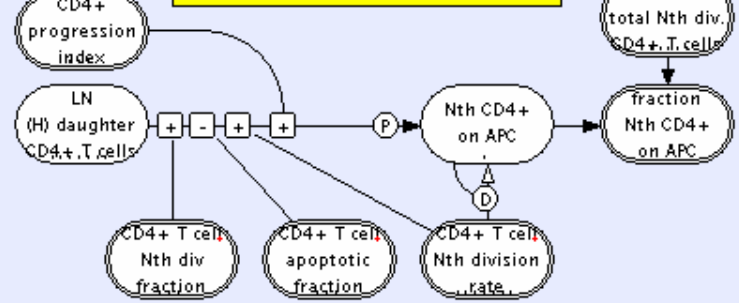 CD4+
progression
index
total Nth div.
CD4+ T cells
LN
(H) daughter
CD4+ T cells
+
-
+
+
P
Nth CD4+
on APC
fraction
Nth CD4+
on APC
D
CD4+ T cell
Nth div
fraction
CD4+ T cell
apoptotic
fraction
CD4+ T cell
Nth division
rate